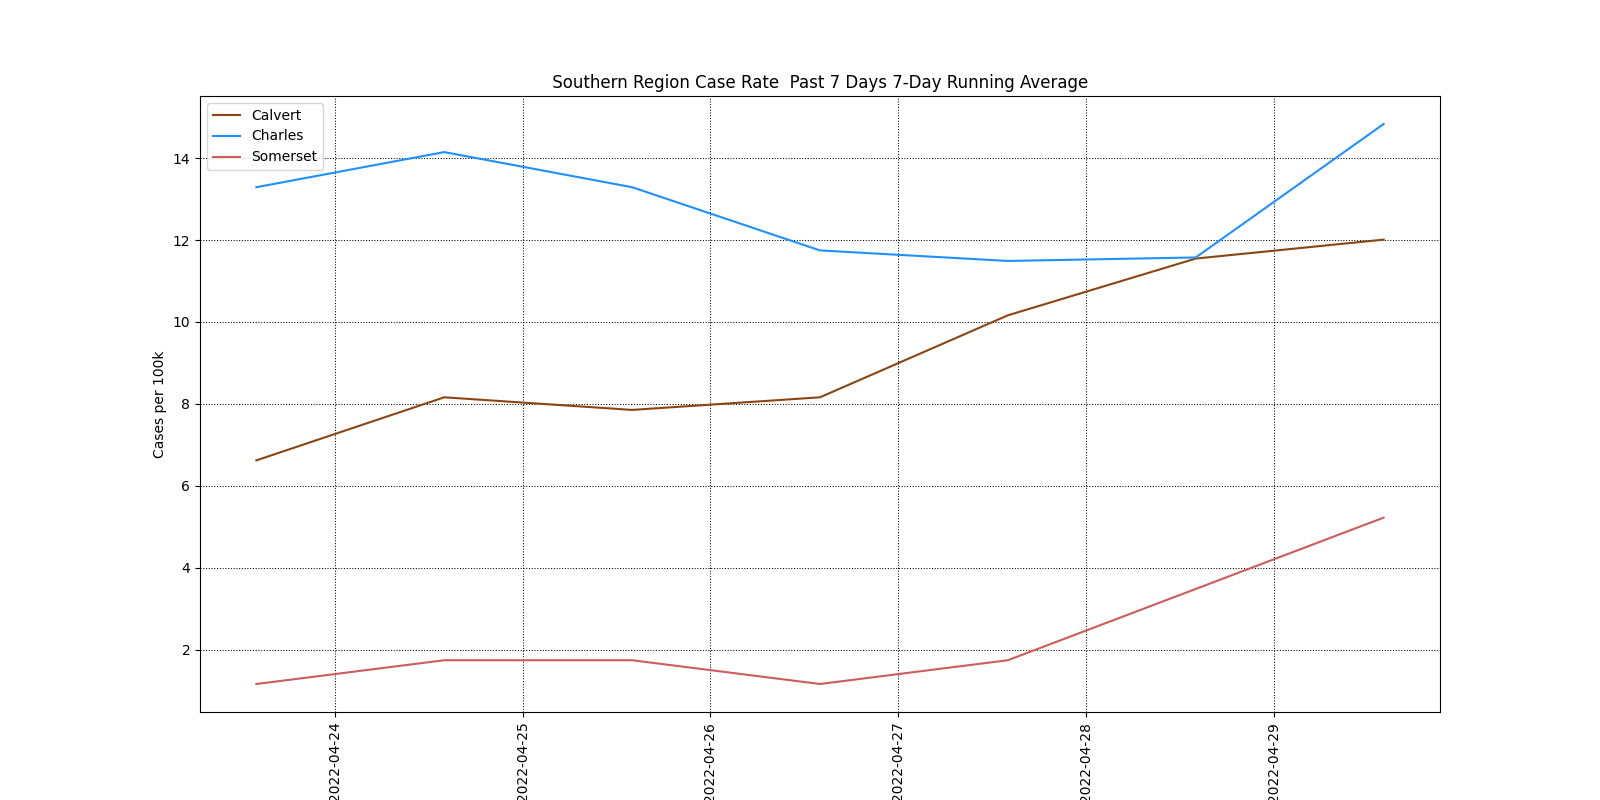 Southern Region Case Rate  Past 7 Days 7-Day Running Average
Calvert
Charles
Somerset
14
12
10
8
6
4
2
Cases per 100k
2022-04-24
2022-04-25
2022-04-26
2022-04-27
2022-04-28
2022-04-29